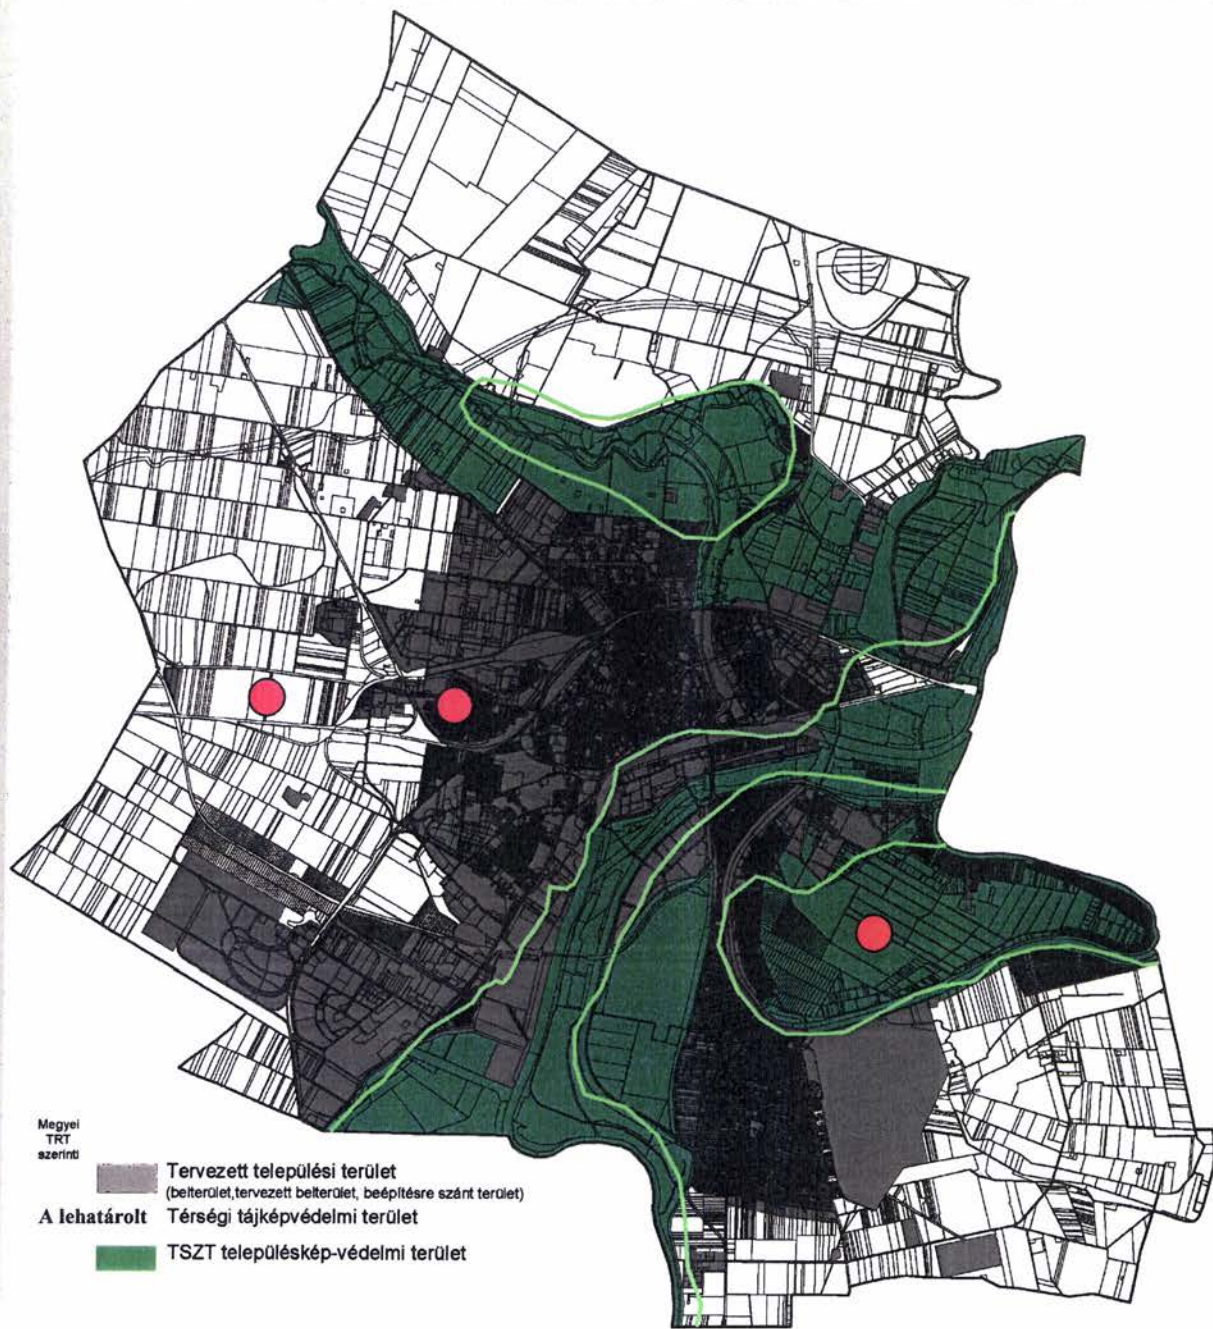 Megyei
TRT
szerinti
Tervezett települési terület
(belterület,tervezett belterület, beépítésre szánt terület)
A lehatárolt Térségi tájképvédelmi terület
TSZT településkép-védelmi terület